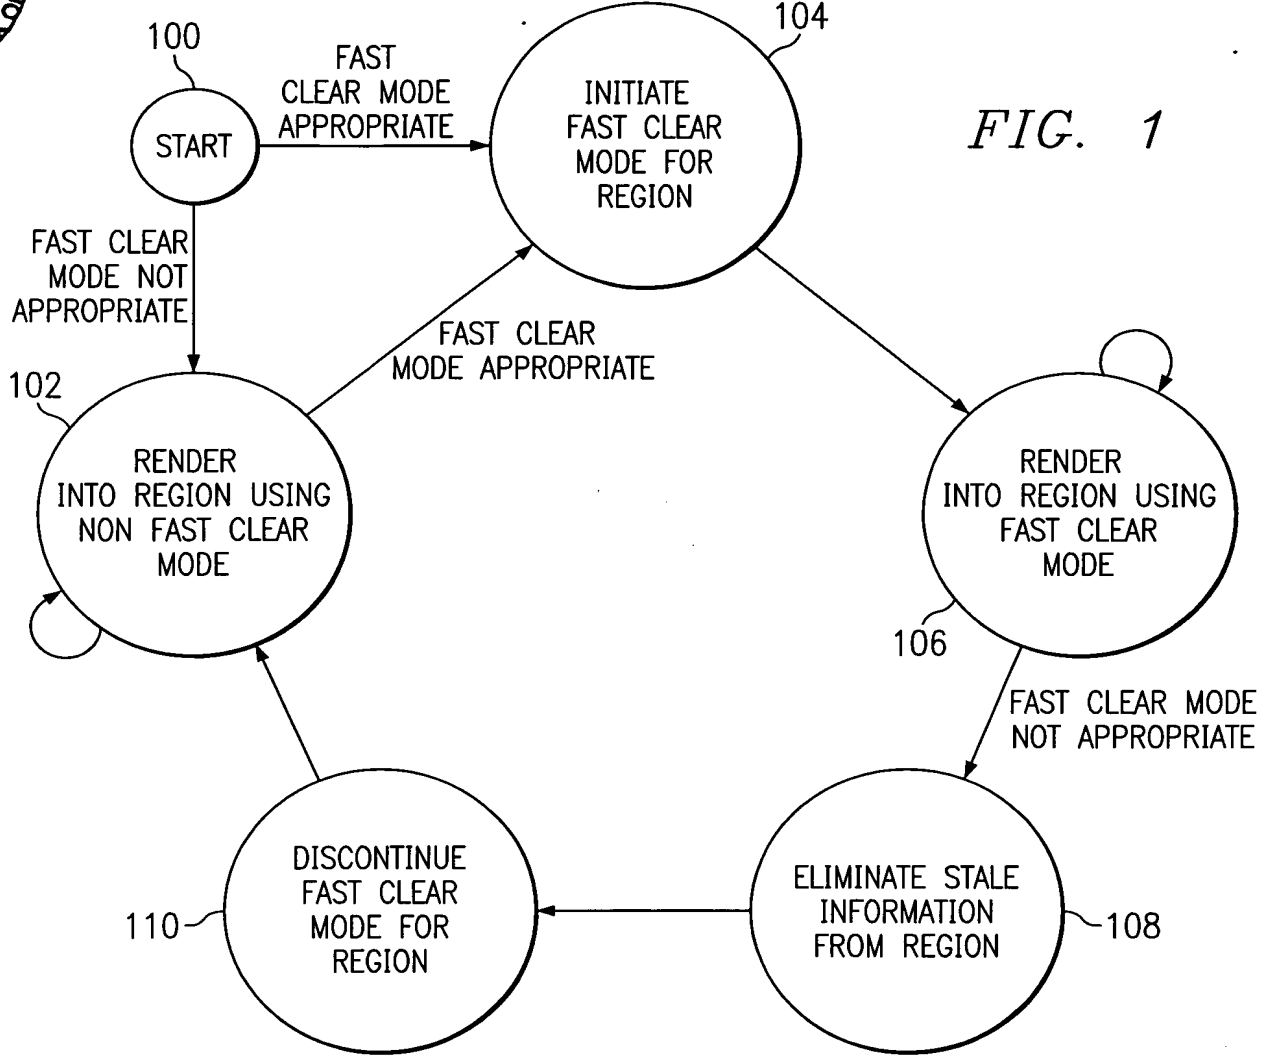 100
START
FAST
CLEAR MODE
APPROPRIATE
104
INITIATE
FAST CLEAR
MODE FOR
REGION
FIG. 1
FAST CLEAR
MODE NOT
APPROPRIATE
FAST CLEAR
MODE APPROPRIATE
102
RENDER
INTO REGION USING
NON FAST CLEAR
MODE
RENDER
INTO REGION USING
FAST CLEAR
MODE
106
FAST CLEAR MODE
NOT APPROPRIATE
DISCONTINUE
FAST CLEAR
MODE FOR
REGION
110
ELIMINATE STALE
INFORMATION
FROM REGION
108